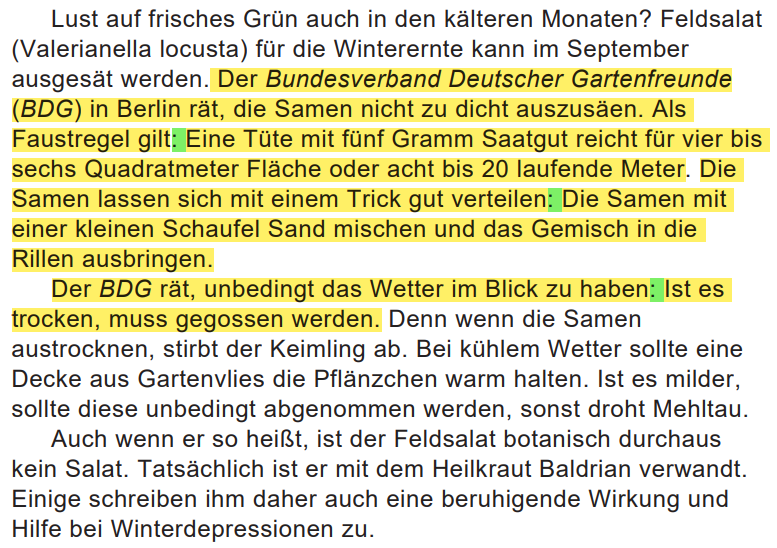 Lust auf frisches Grün auch in den kälteren Monaten? Feldsalat
(Valerianella locusta) für die Winterernte kann im September
ausgesät werden. Der Bundesverband Deutscher Gartenfreunde
(BDG) in Berlin rät, die Samen nicht zu dicht auszusäen. Als
Faustregel gilt: Eine Tüte mit fünf Gramm Saatgut reicht für vier bis
sechs Quadratmeter Fläche oder acht bis 20 laufende Meter. Die
Samen lassen sich mit einem Trick gut verteilen: Die Samen mit
einer kleinen Schaufel Sand mischen und das Gemisch in die
Rillen ausbringen.
Der BDG rät, unbedingt das Wetter im Blick zu haben: Ist es
trocken, muss gegossen werden. Denn wenn die Samen
austrocknen, stirbt der Keimling ab. Bei kühlem Wetter sollte eine
Decke aus Gartenvlies die Pflänzchen warm halten. Ist es milder,
sollte diese unbedingt abgenommen werden, sonst droht Mehltau.
Auch wenn er so heißt, ist der Feldsalat botanisch durchaus
kein Salat. Tatsächlich ist er mit dem Heilkraut Baldrian verwandt.
Einige schreiben ihm daher auch eine beruhigende Wirkung und
Hilfe bei Winterdepressionen zu.